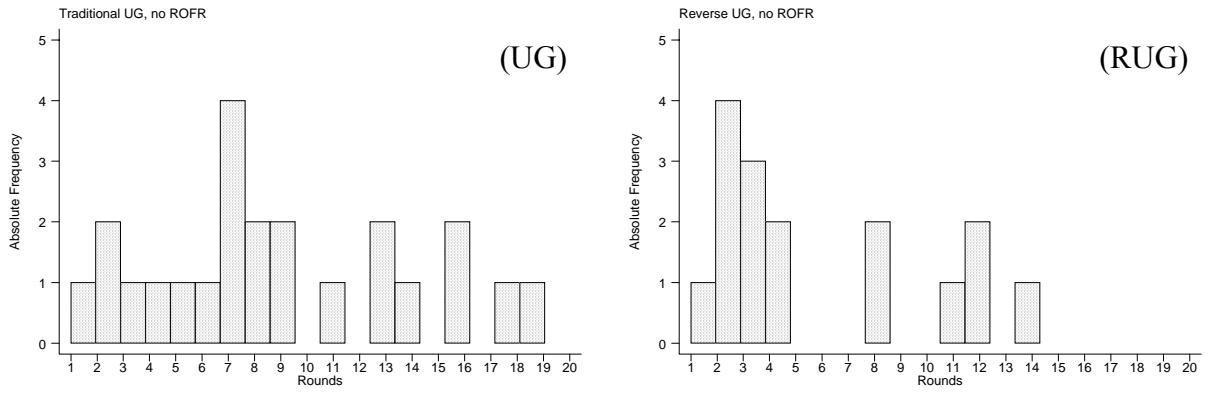 Traditional UG, no ROFR
(UG)
5
4
3
2
1
0
Absolute Frequency
1 2 3 4 5 6 7 8 9 10 11 12 13 14 15 16 17 18 19 20
Rounds
Reverse UG, no ROFR
(RUG)
5
4
3
2
1
0
Absolute Frequency
1 2 3 4 5 6 7 8 9 10 11 12 13 14 15 16 17 18 19 20
Rounds